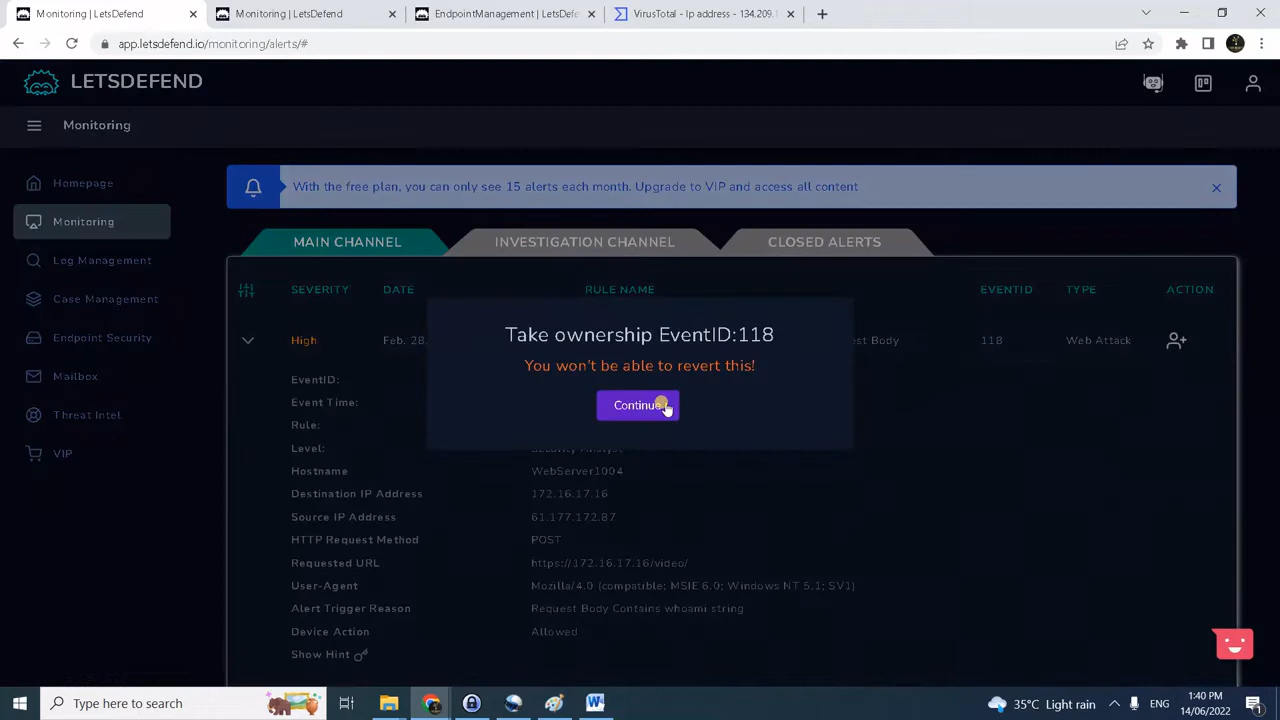 Monitoring | LetsDefend
Monitoring | LetsDefend
EndpointManagement | LetsDefe
VirusTotal - Ip address - 134.209.1
app.letsdefend.io/monitoring/alerts/#
LETSDEFEND
Monitoring
Homepage
Monitoring
Log Management
Case Management
Endpoint Security
Mailbox
Threat Intel
VIP
With the free plan, you can only see 15 alerts each month. Upgrade to VIP and access all content
MAIN CHANNEL INVESTIGATION CHANNEL CLOSED ALERTS
SEVERITY DATE RULE NAME EVENTID TYPE ACTION
High Feb. 28, est Body 118 Web Attack
Take ownership EventID:118
You won't be able to revert this!
Continue
EventID:
Event Time:
Rule:
Level: Security Analyst
Hostname WebServer1004
Destination IP Address 172.16.17.16
Source IP Address 61.177.172.87
HTTP Request Method POST
Requested URL https://172.16.17.16/video/
User-Agent Mozilla/4.0 (compatible; MSIE 6.0; Windows NT 5.1; SV1)
Alert Trigger Reason Request Body Contains whoami string
Device Action Allowed
Show Hint
Type here to search
35°C Light rain
ENG
1:40 PM
14/06/2022
1